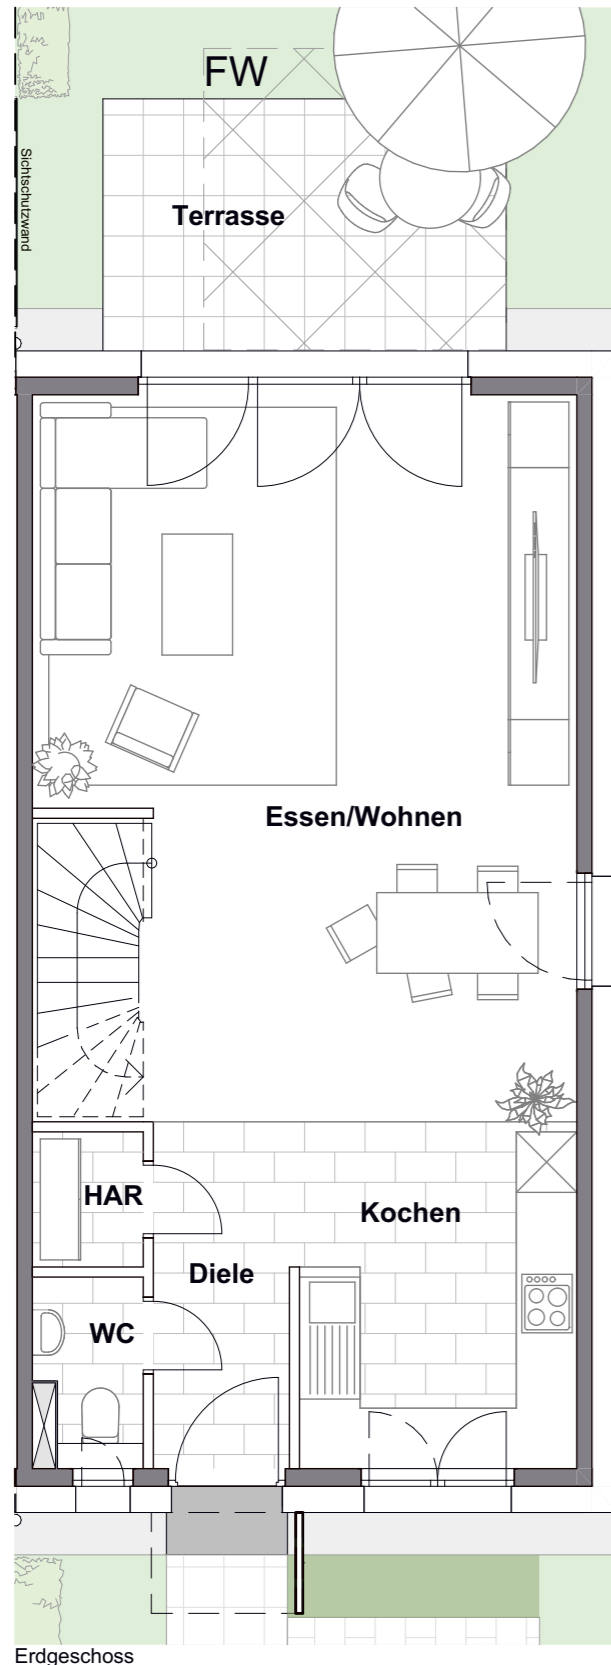 FW
Sichtschutzwand
Terrasse
Essen/Wohnen
HAR
Kochen
Diele
WC
Erdgeschoss